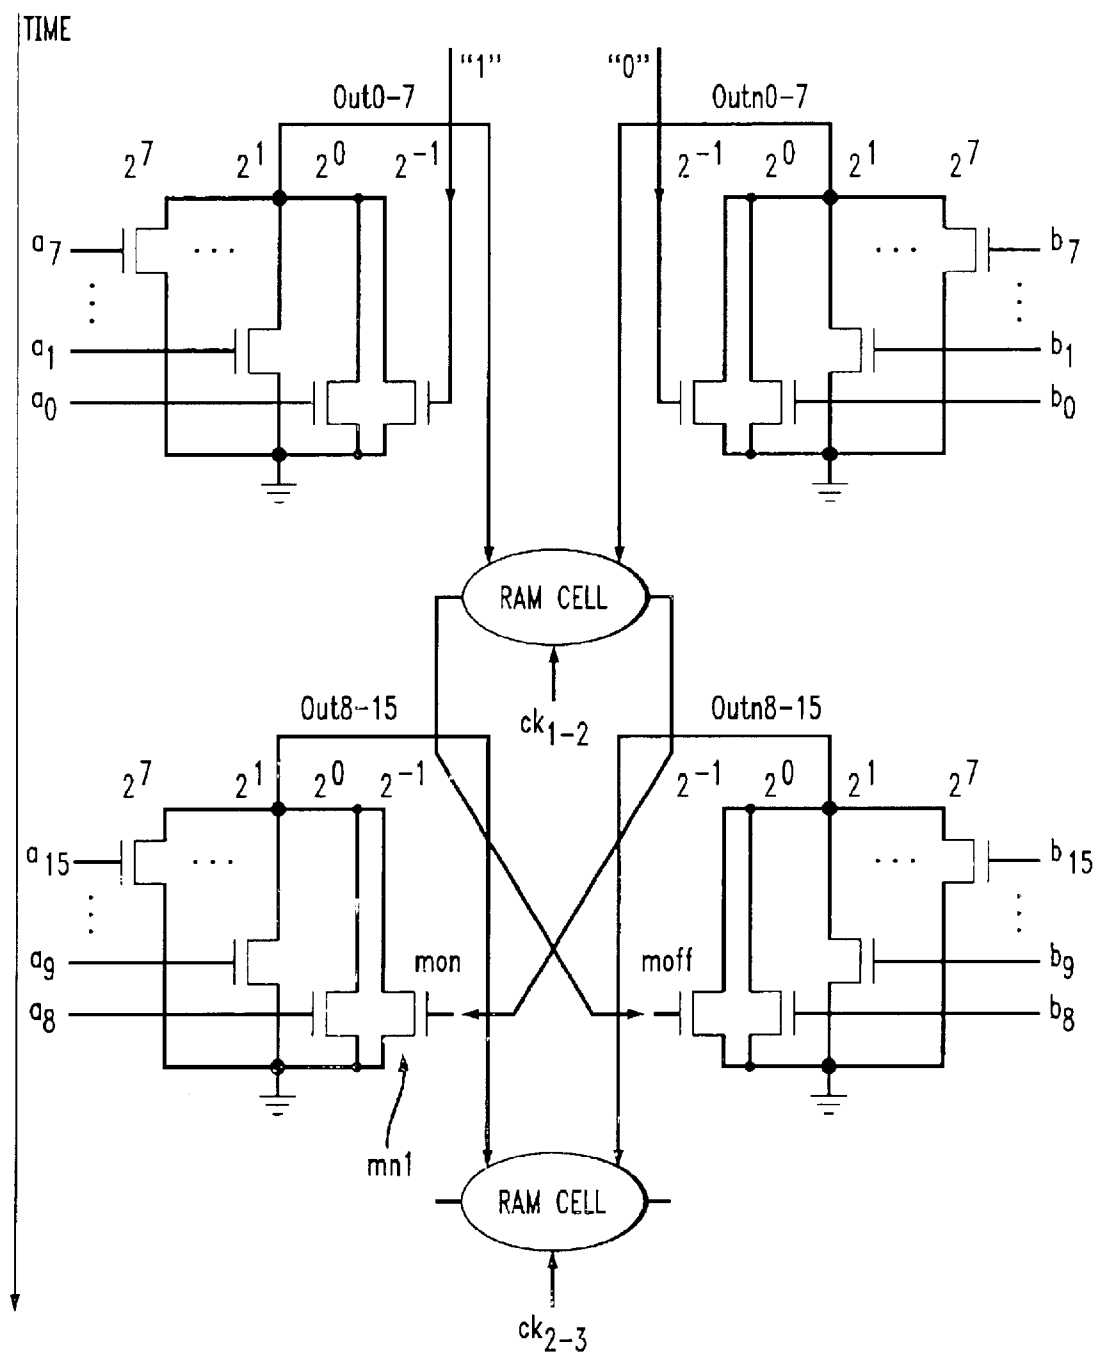 TIME
“1” “0”
Out0-7 Outn0-7
2^7 2^1 2^0 2^-1 2^-1 2^0 2^1 2^7
a7 ... ... b7
a1 b1
a0 b0
RAM CELL
ck1-2
Out8-15 Outn8-15
2^7 2^1 2^0 2^-1 2^-1 2^0 2^1 2^7
a15 ... ... b15
a9 mon moff b9
a8 b8
mn1
RAM CELL
ck2-3